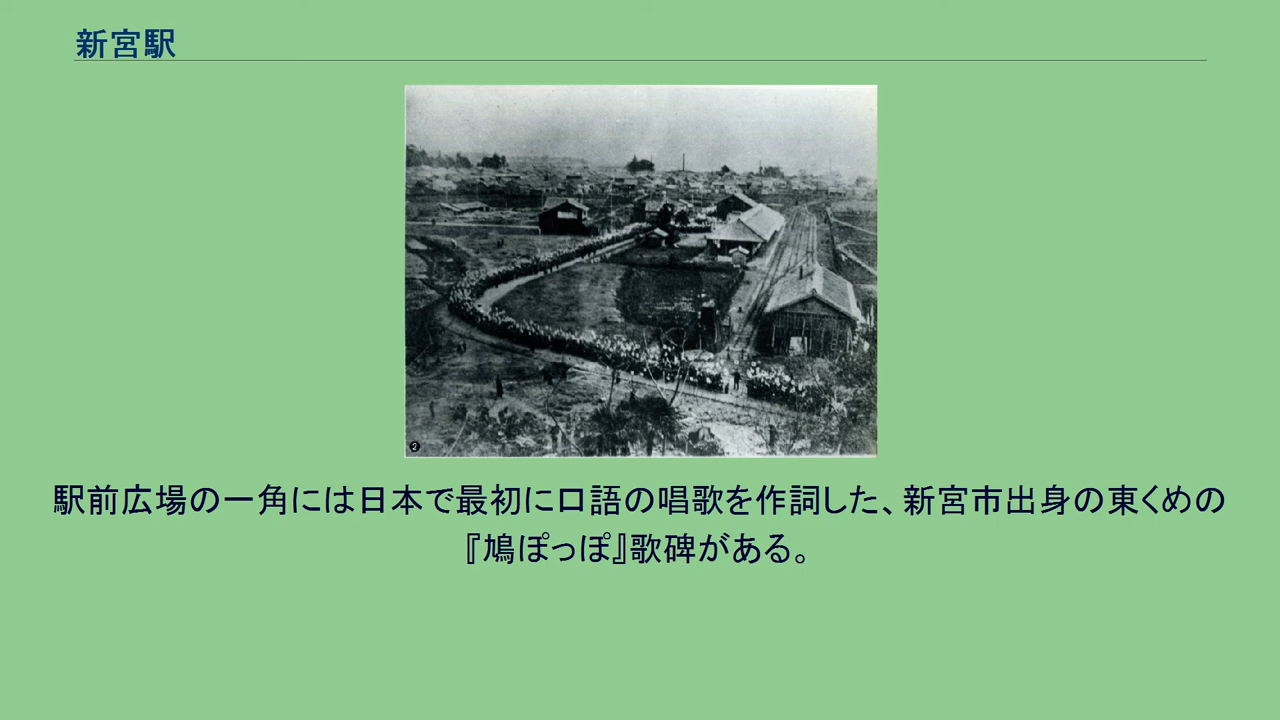 新宮駅
2
駅前広場の一角には日本で最初に口語の唱歌を作詞した、新宮市出身の東くめの
『鳩ぽっぽ』歌碑がある。